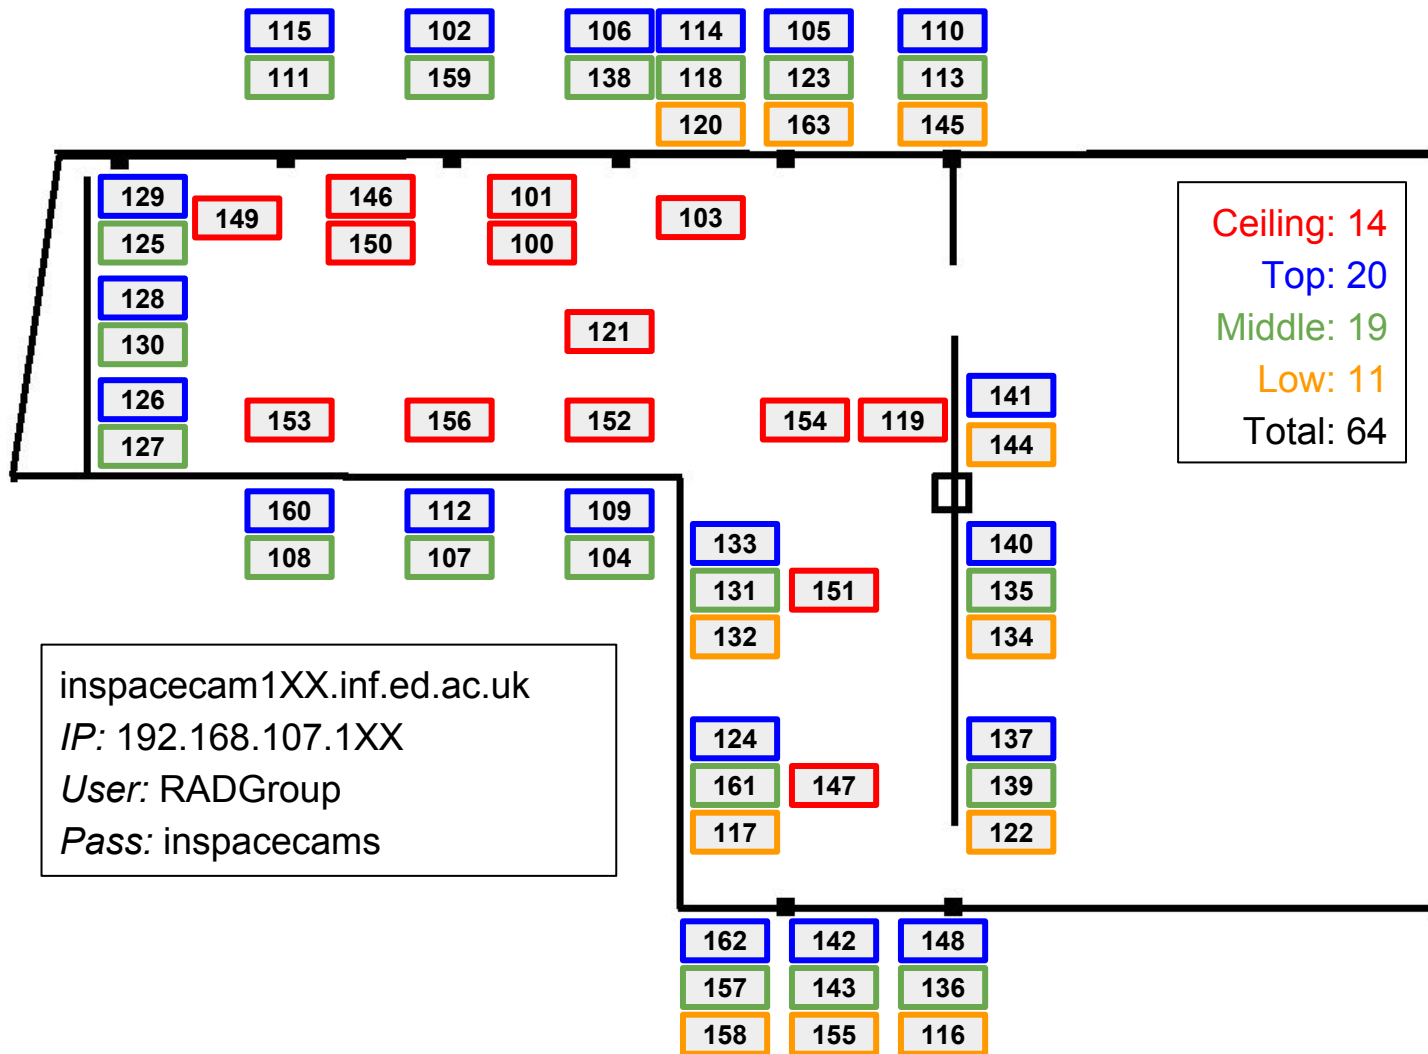 115 102 106 114 105 110
111 159 138 118 123 113
120 163 145
129 149 146 101 103
125 150 100
128 121
130
126 153 156 152 154 119 141
127 144
Ceiling: 14
Top: 20
Middle: 19
Low: 11
Total: 64
160 112 109
108 107 104
133 140
131 151 135
132 134
124 137
161 147 139
117 122
inspacecam1XX.inf.ed.ac.uk
IP: 192.168.107.1XX
User: RADGroup
Pass: inspacecams
162 142 148
157 143 136
158 155 116